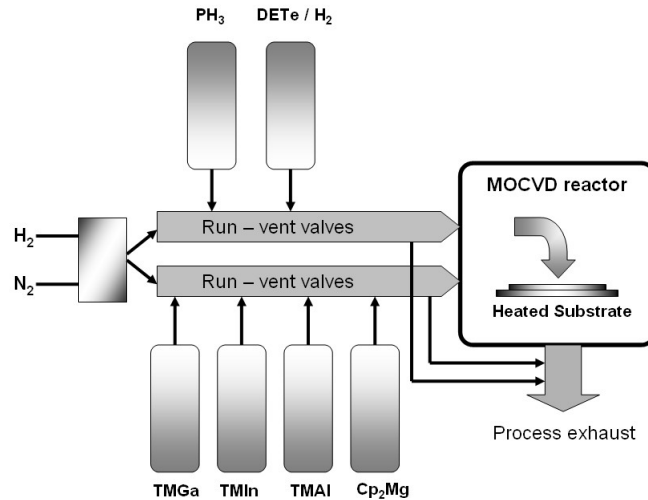 PH₃
DETe / H₂
MOCVD reactor
Run – vent valves
H₂
N₂
Run – vent valves
Heated Substrate
Process exhaust
TMGa
TMIn
TMAl
Cp₂Mg